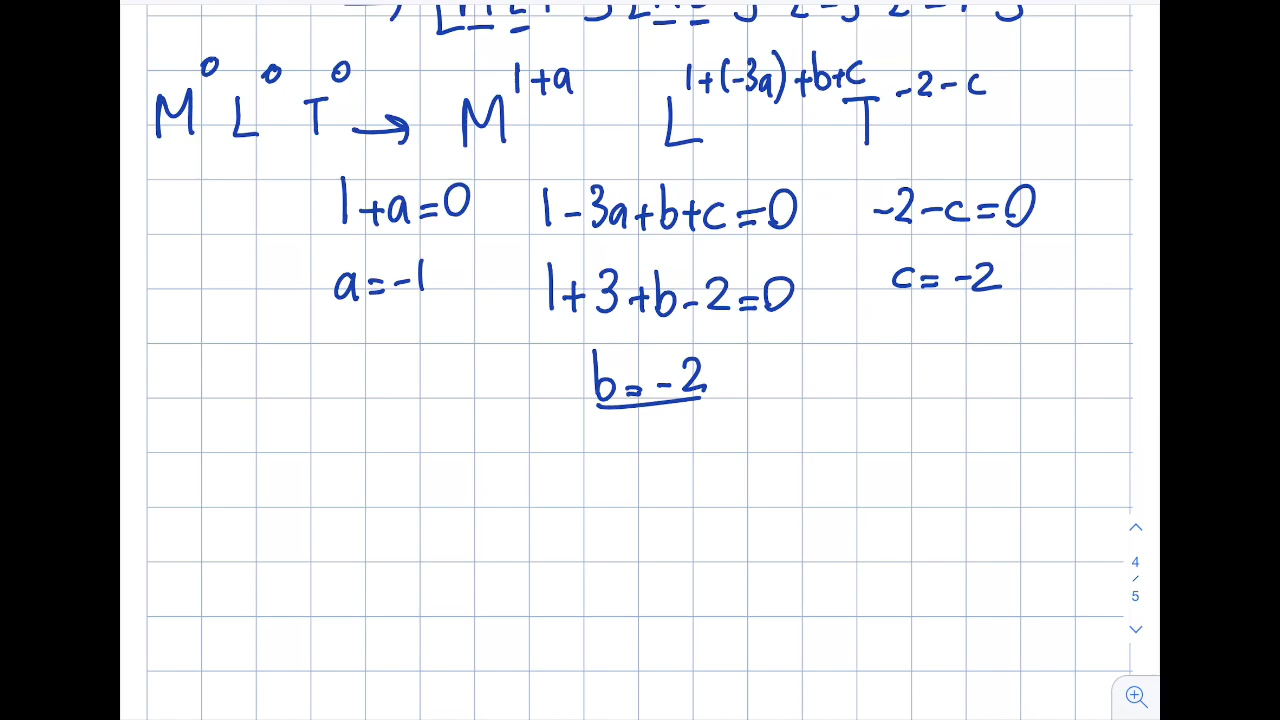 M⁰ L⁰ T⁰ → M^{1+a} L^{1+(-3a)+b+c} T^{-2-c}
1+a=0 1-3a+b+c=0 -2-c=0
a=-1 1+3+b-2=0 c=-2
b=-2
4
/
5